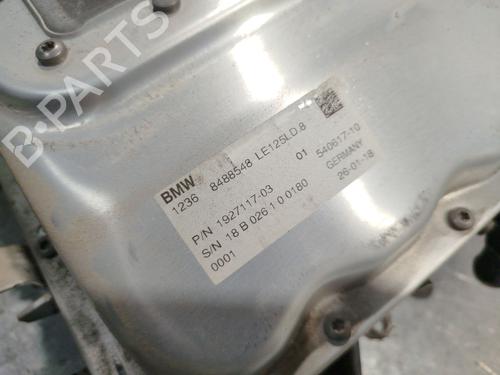 BMW
1236 8488548 LE12SLD.8
01 540617-10
P/N 1927117-03 GERMANY
S/N 18 B 026 1 0 0180 26-01-18
0001
B-PARTS